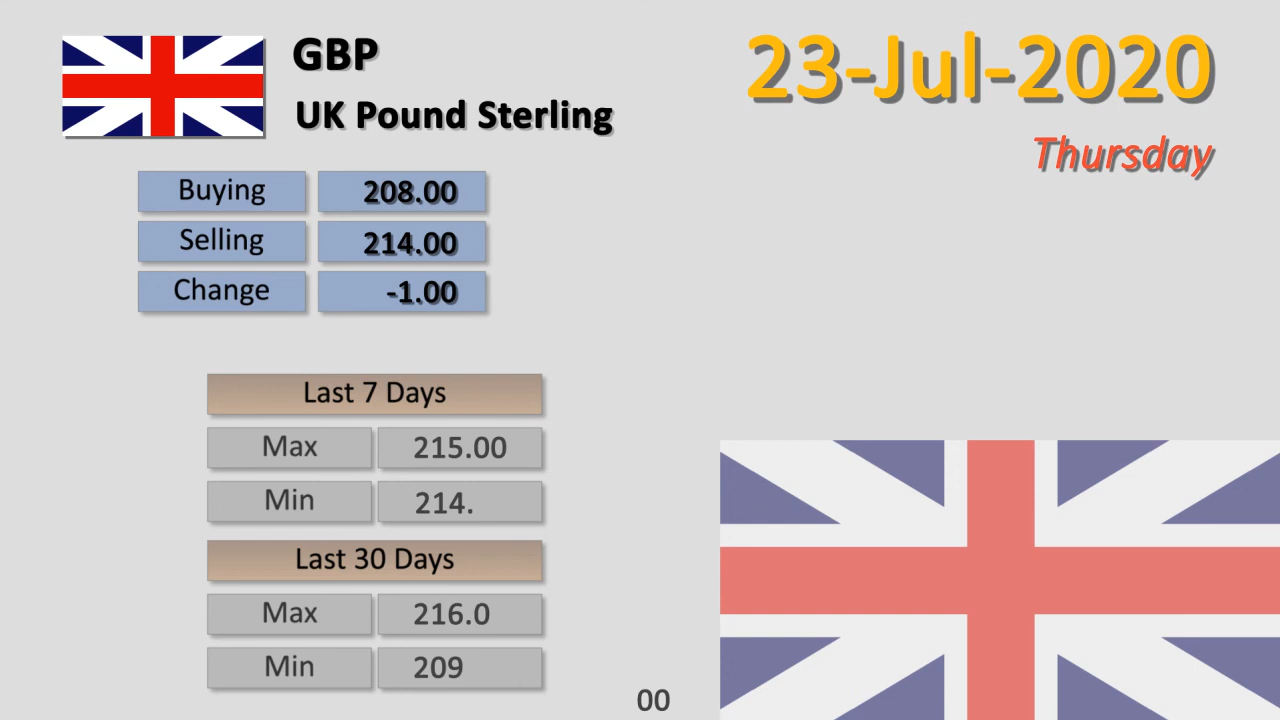 GBP
UK Pound Sterling
23-Jul-2020
Thursday
Buying 208.00
Selling 214.00
Change -1.00
Last 7 Days
Max 215.00
Min 214.
Last 30 Days
Max 216.0
Min 209
00